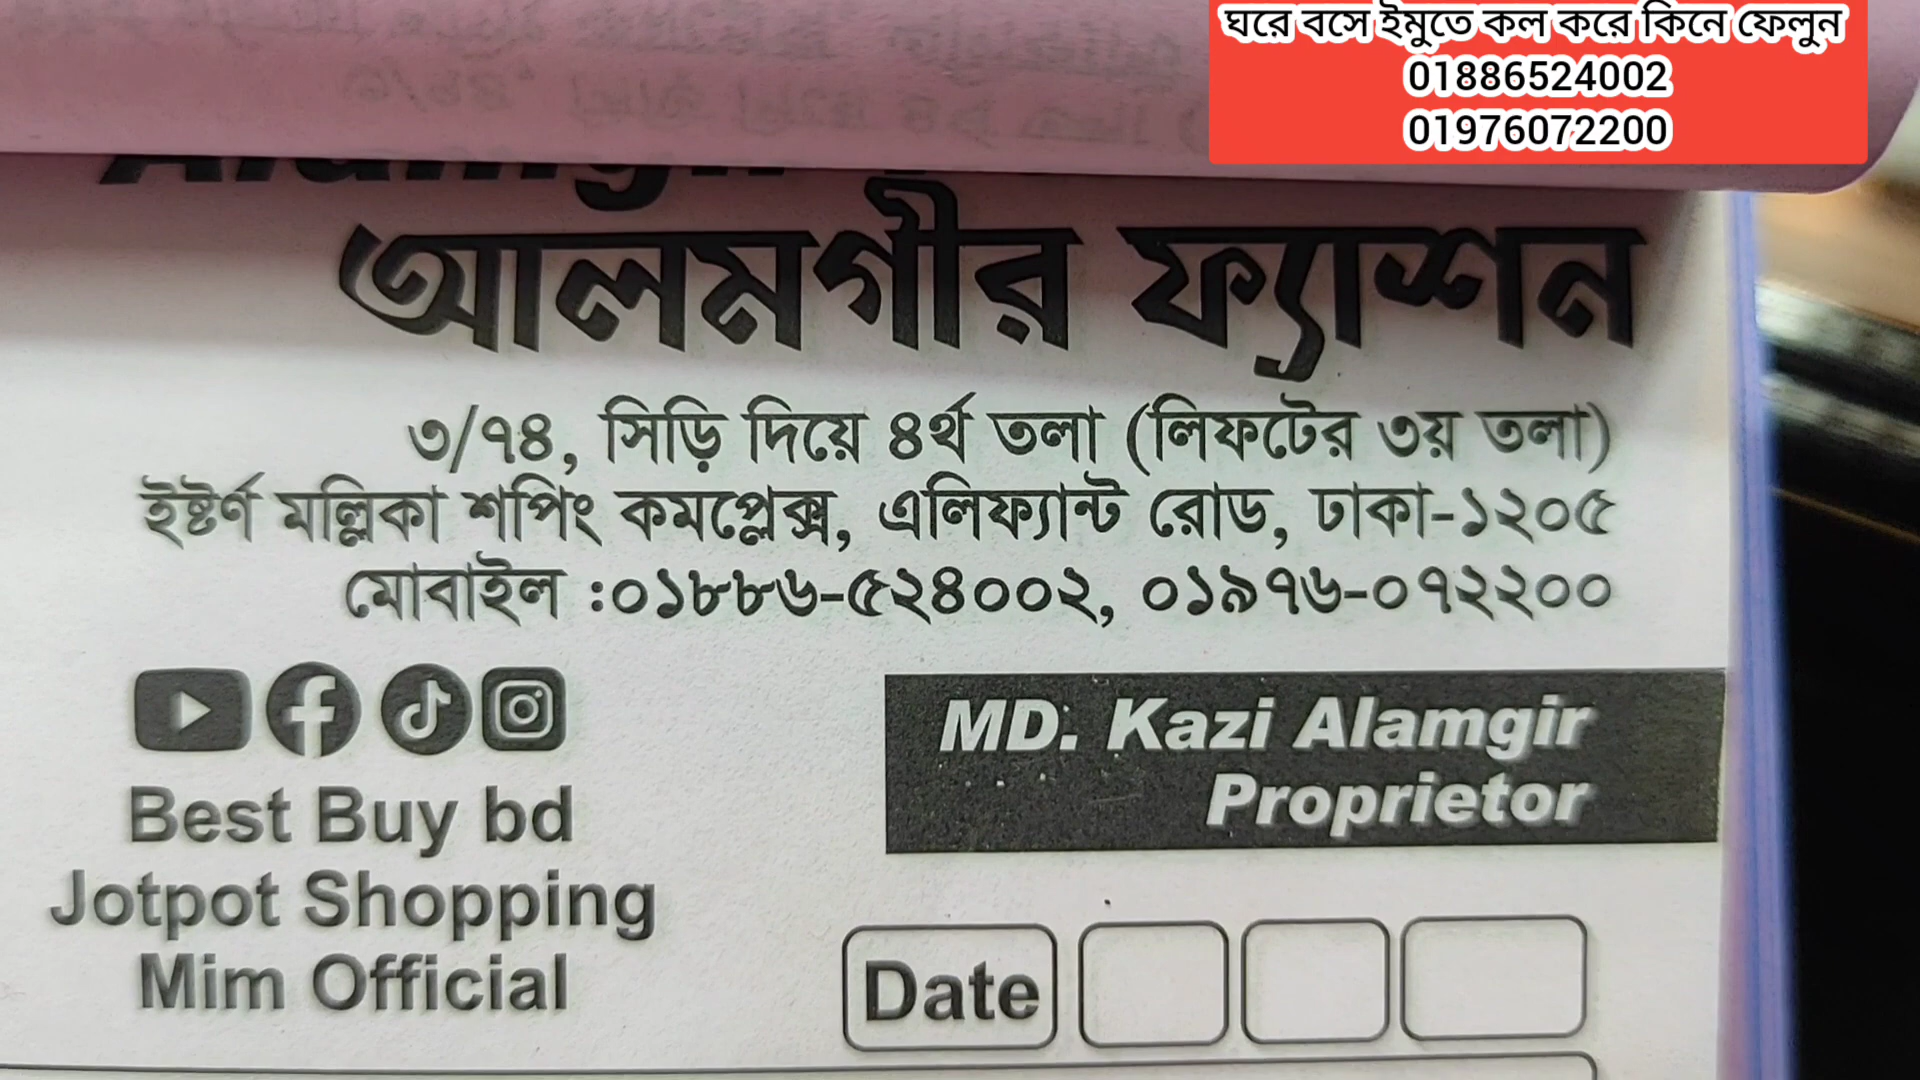 ঘরে বসে ইমুতে কল করে কিনে ফেলুন
01886524002
01976072200
আলমগীর ফ্যাশন
৩/৭৪, সিড়ি দিয়ে ৪র্থ তলা (লিফটের ৩য় তলা)
ইষ্টার্ণ মল্লিকা শপিং কমপ্লেক্স, এলিফ্যান্ট রোড, ঢাকা-১২০৫
মোবাইল :০১৮৮৬-৫২৪০০২, ০১৯৭৬-০৭২২০০
MD. Kazi Alamgir
Proprietor
Best Buy bd
Jotpot Shopping
Mim Official
Date